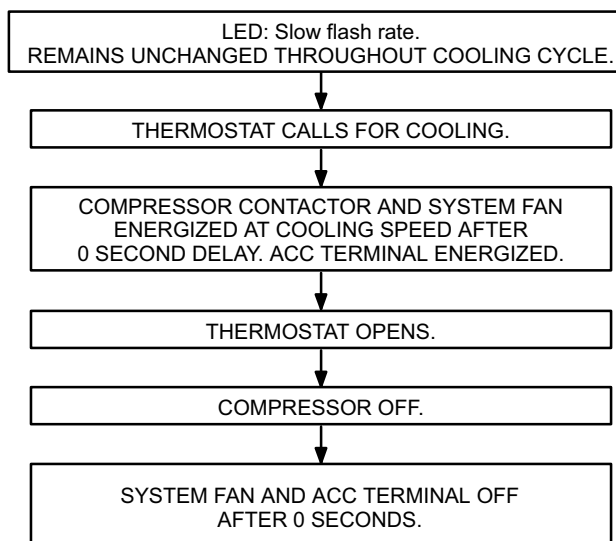 LED: Slow flash rate.
REMAINS UNCHANGED THROUGHOUT COOLING CYCLE.
THERMOSTAT CALLS FOR COOLING.
COMPRESSOR CONTACTOR AND SYSTEM FAN
ENERGIZED AT COOLING SPEED AFTER
0 SECOND DELAY. ACC TERMINAL ENERGIZED.
THERMOSTAT OPENS.
COMPRESSOR OFF.
SYSTEM FAN AND ACC TERMINAL OFF
AFTER 0 SECONDS.